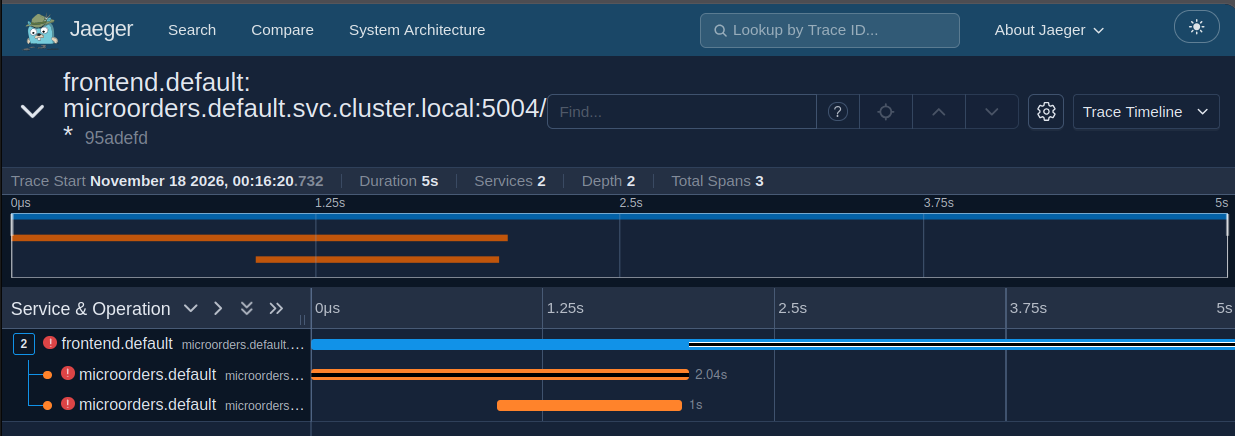 Jaeger Search Compare System Architecture Lookup by Trace ID... About Jaeger
frontend.default:
microorders.default.svc.cluster.local:5004/
* 95adefd
Find... ? Trace Timeline
Trace Start November 18 2026, 00:16:20.732 Duration 5s Services 2 Depth 2 Total Spans 3
0μs 1.25s 2.5s 3.75s 5s
Service & Operation 0μs 1.25s 2.5s 3.75s 5s
2 ! frontend.default microorders.default....
! microorders.default microorders... 2.04s
! microorders.default microorders... 1s